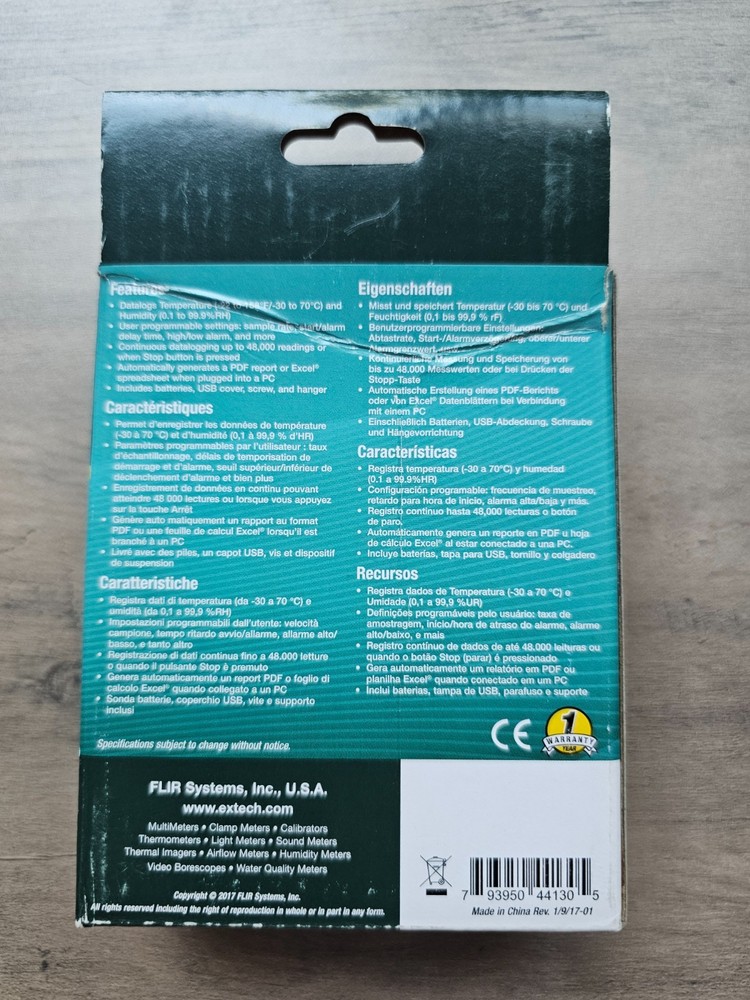 Features
• Datalogs Temperature (-22 to 158°F/-30 to 70°C) and
Humidity (0.1 to 99.9%RH)
• User programmable settings: sample rate, start/alarm
delay time, high/low alarm, and more
• Continuous datalogging up to 48,000 readings or
when Stop button is pressed
• Automatically generates a PDF report or Excel®
spreadsheet when plugged into a PC
• Includes batteries, USB cover, screw, and hanger
Caractéristiques
• Permet d'enregistrer les données de température
(-30 à 70 °C) et d'humidité (0,1 à 99,9 % d'HR)
• Paramètres programmables par l'utilisateur : taux
d'échantillonnage, délais de temporisation de
démarrage et d'alarme, seuil supérieur/inférieur de
déclenchement d'alarme et bien plus
• Enregistrement de données en continu pouvant
atteindre 48 000 lectures ou lorsque vous appuyez
sur la touche Arrêt
• Génère auto matiquement un rapport au format
PDF ou une feuille de calcul Excel® lorsqu'il est
branché à un PC
• Livré avec des piles, un capot USB, vis et dispositif
de suspension
Caratteristiche
• Registra dati di temperatura (da -30 a 70 °C) e
umidità (da 0,1 a 99,9 %RH)
• Impostazioni programmabili dall'utente: velocità
campione, tempo ritardo avvio/allarme, allarme alto/
basso, e tanto altro
• Registrazione di dati continua fino a 48.000 letture
o quando il pulsante Stop è premuto
• Genera automaticamente un report PDF o foglio di
calcolo Excel® quando collegato a un PC
• Sonda batterie, coperchio USB, vite e supporto
inclusi
Eigenschaften
• Misst und speichert Temperatur (-30 bis 70 °C) und
Feuchtigkeit (0,1 bis 99,9 % rF)
• Benutzerprogrammierbare Einstellungen:
Abtastrate, Start-/Alarmverzögerung, oberer/unterer
Alarmgrenzwert,
• Kontinuierliche Messung und Speicherung von
bis zu 48.000 Messwerten oder bei Drücken der
Stopp-Taste
• Automatische Erstellung eines PDF-Berichts
oder von Excel® Datenblättern bei Verbindung
mit einem PC
• Einschließlich Batterien, USB-Abdeckung, Schraube
und Hängevorrichtung
Características
• Registra temperatura (-30 a 70°C) y humedad
(0.1 a 99.9%HR)
• Configuración programable: frecuencia de muestreo,
retardo para hora de inicio, alarma alta/baja y más.
• Registro continuo hasta 48,000 lecturas o botón
de paro.
• Automáticamente genera un reporte en PDF u hoja
de cálculo Excel® al estar conectado a una PC.
• Incluye baterías, tapa para USB, tornillo y colgadero
Recursos
• Registra dados de temperatura (-30 a 70 °C) e
Umidade (0,1 a 99,9 %UR)
• Definições programáveis pelo usuário: taxa de
amostragem, início/hora de atraso do alarme, alarme
alto/baixo, e mais
• Registro contínuo de dados de até 48.000 leituras ou
quando o botão Stop (parar) é pressionado
• Gera automaticamente um relatório em PDF ou
planilha Excel® quando conectado em um PC
• Inclui baterias, tampa de USB, parafuso e suporte
Specifications subject to change without notice.
CE
1
WARRANTY
YEAR
FLIR Systems, Inc., U.S.A.
www.extech.com
MultiMeters • Clamp Meters • Calibrators
Thermometers • Light Meters • Sound Meters
Thermal Imagers • Airflow Meters • Humidity Meters
Video Borescopes • Water Quality Meters
Copyright © 2017 FLIR Systems, Inc.
All rights reserved including the right of reproduction in whole or in part in any form.
7 93950 44130 5
Made in China Rev. 1/9/17-01